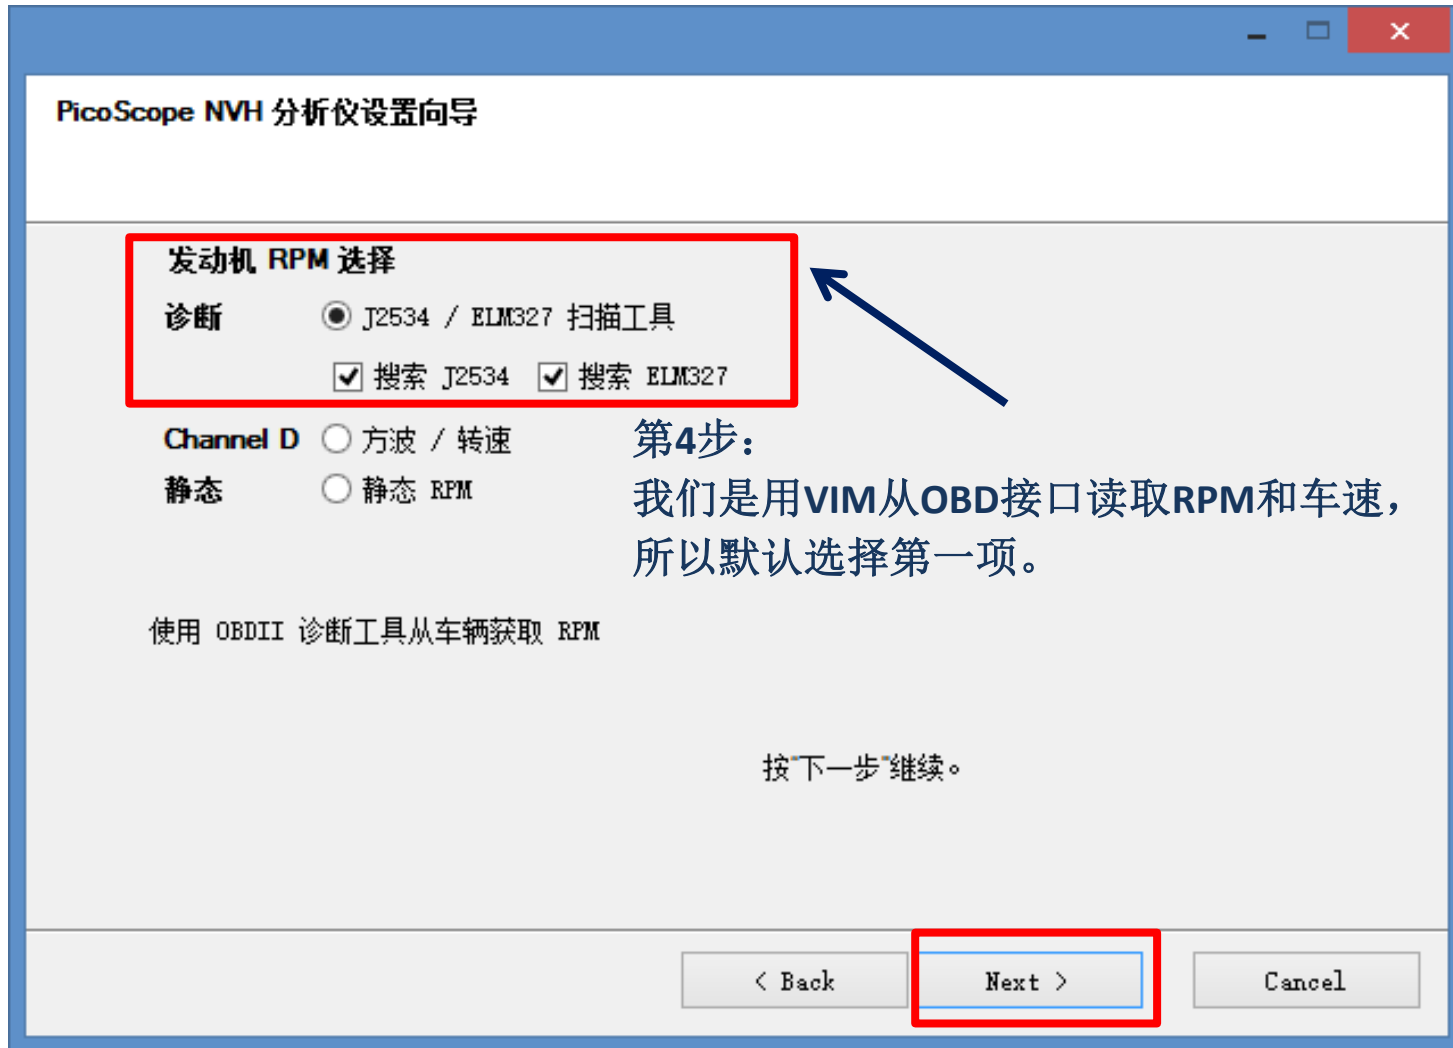 PicoScope NVH 分析仪设置向导
发动机 RPM 选择
诊断 J2534 / ELM327 扫描工具
搜索 J2534 搜索 ELM327
Channel D 方波 / 转速
静态 静态 RPM
第4步：
我们是用VIM从OBD接口读取RPM和车速，
所以默认选择第一项。
使用 OBDII 诊断工具从车辆获取 RPM
按"下一步"继续。
< Back Next > Cancel